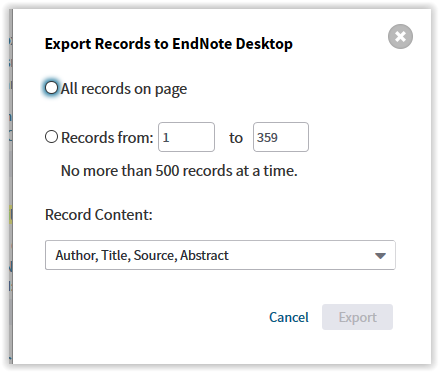 Export Records to EndNote Desktop
All records on page
Records from: 1 to 359
No more than 500 records at a time.
Record Content:
Author, Title, Source, Abstract
Cancel Export